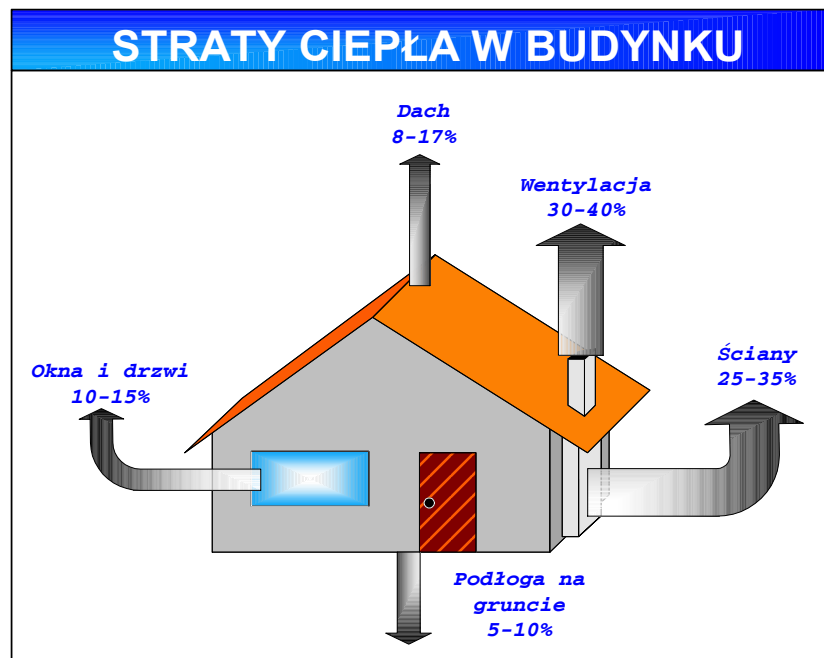 STRATY CIEPŁA W BUDYNKU
Dach
8-17%
Wentylacja
30-40%
Ściany
25-35%
Okna i drzwi
10-15%
Podłoga na
gruncie
5-10%